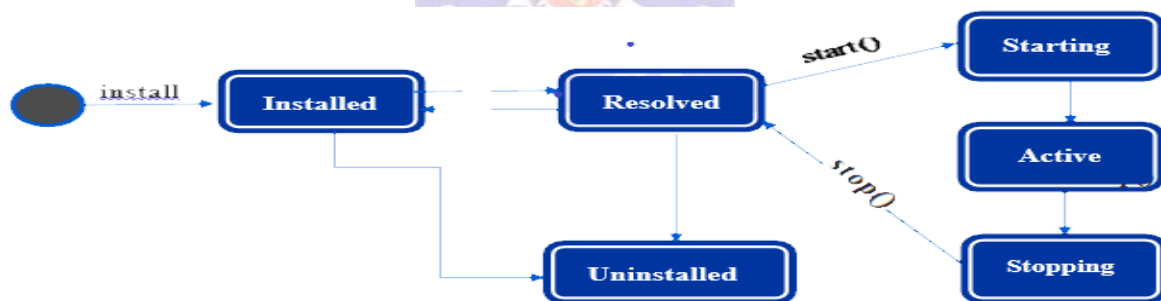 install
Installed
Resolved
start()
Starting
Active
stop()
Stopping
Uninstalled